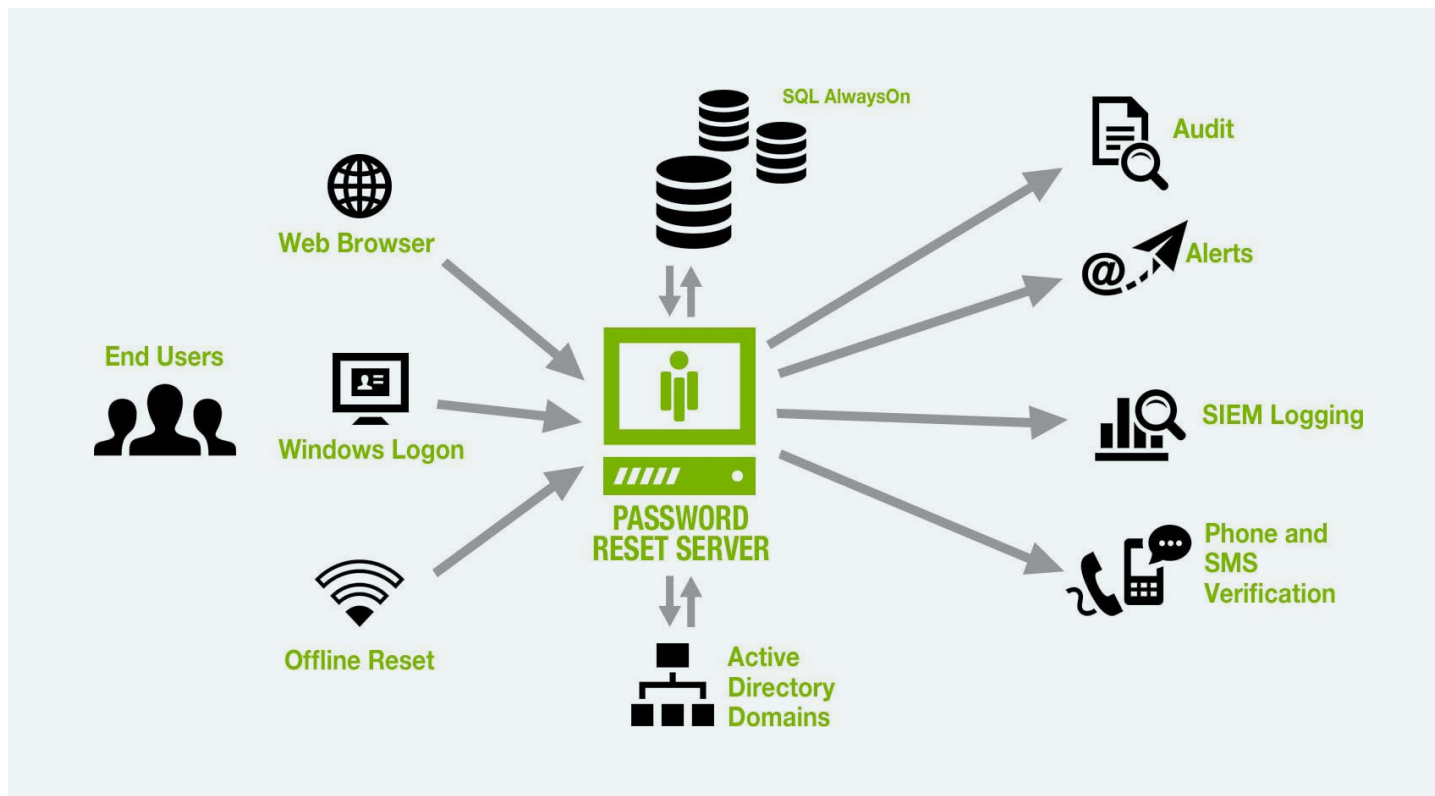 SQL AlwaysOn
Audit
Web Browser
Alerts
End Users
Windows Logon
SIEM Logging
PASSWORD
RESET SERVER
Phone and
SMS
Verification
Offline Reset
Active
Directory
Domains
@